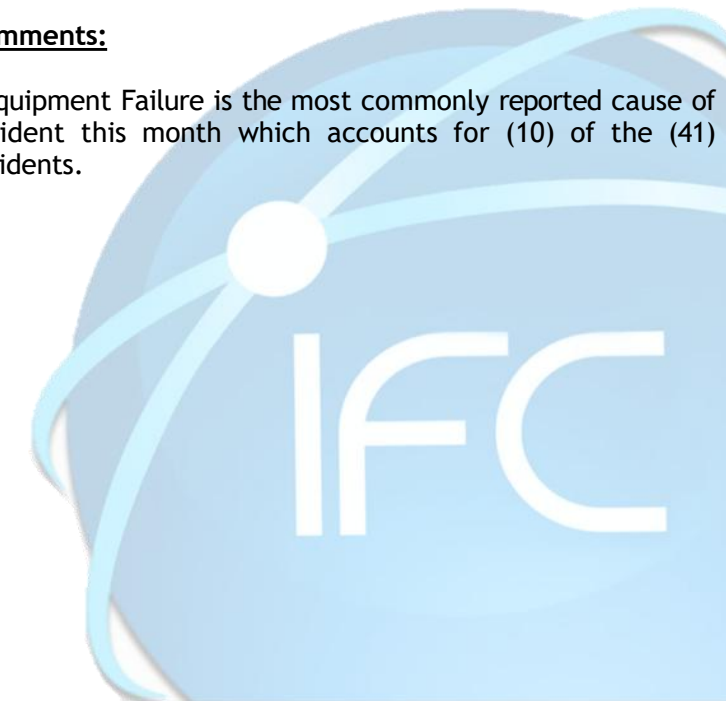 mments:
quipment Failure is the most commonly reported cause of
ident this month which accounts for (10) of the (41)
idents.
IFC